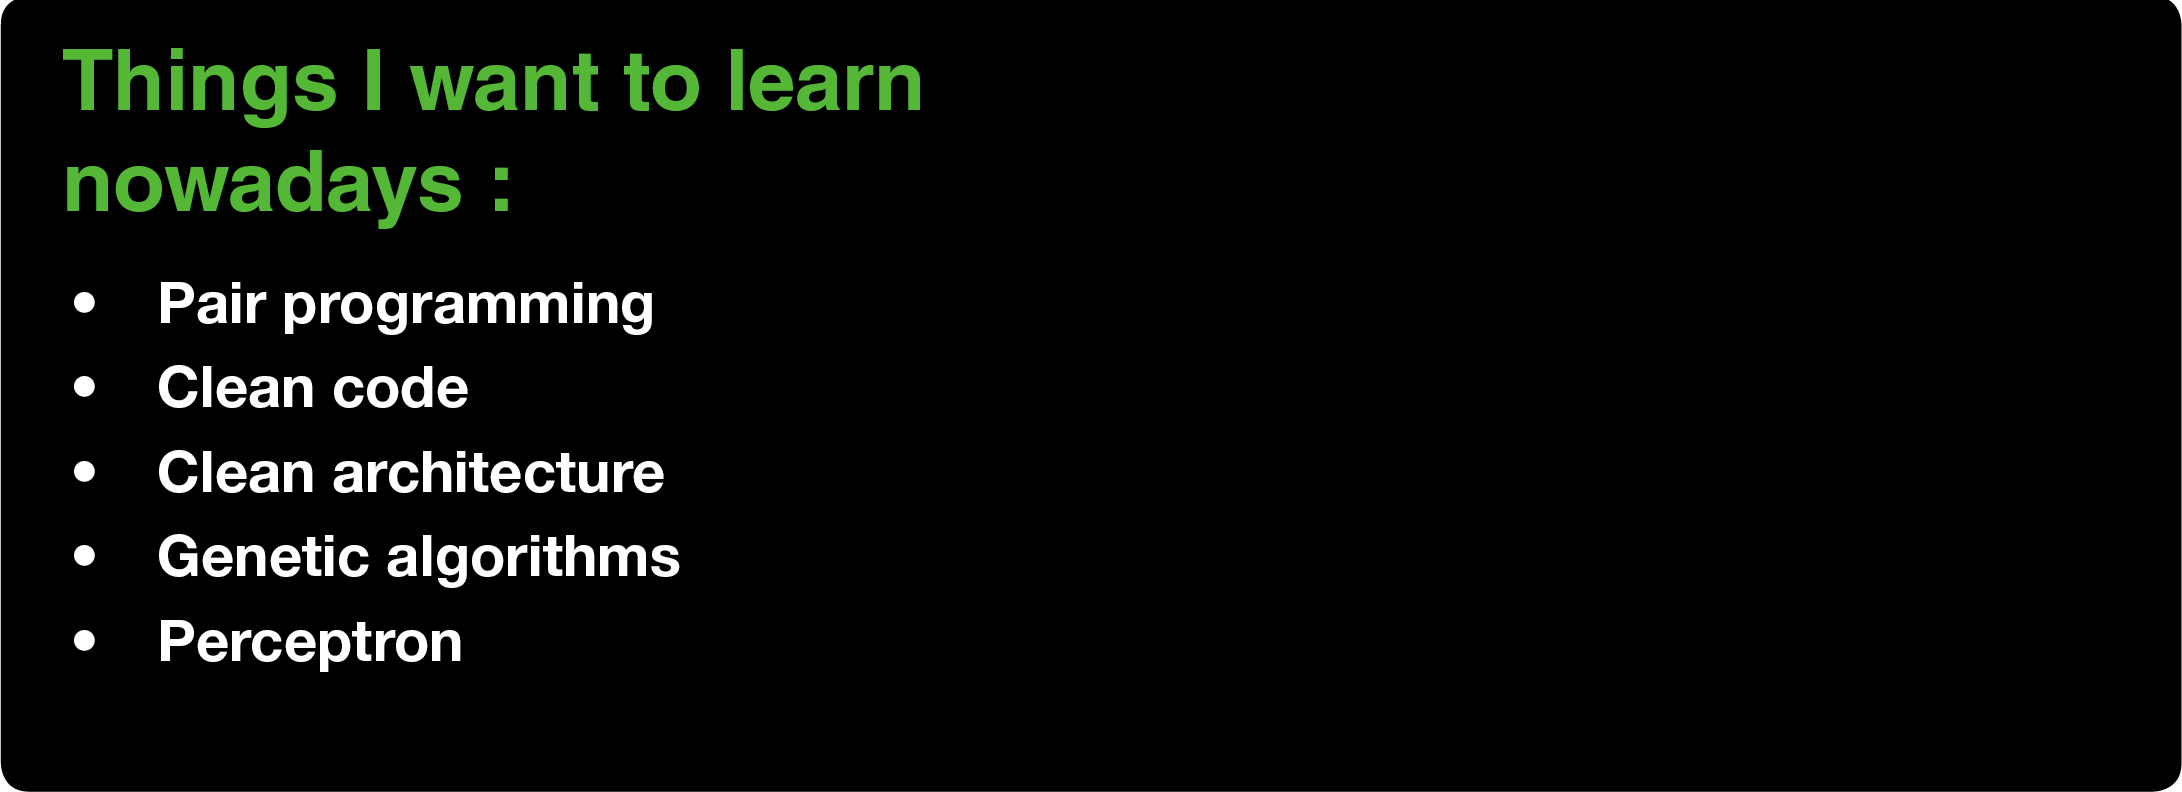 Things I want to learn
nowadays :
• Pair programming
• Clean code
• Clean architecture
• Genetic algorithms
• Perceptron